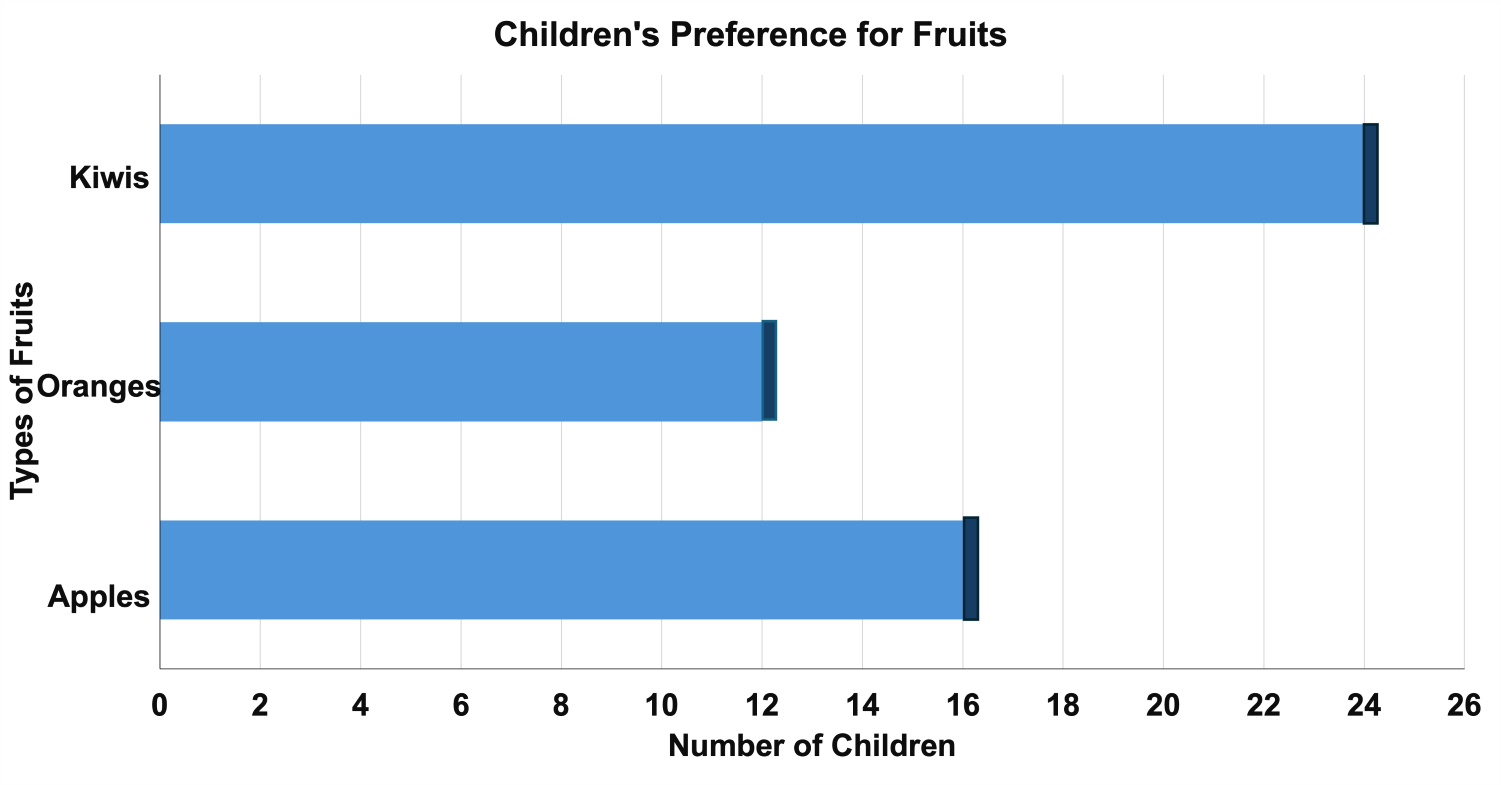 Children's Preference for Fruits
Types of Fruits
Kiwis
Oranges
Apples
0 2 4 6 8 10 12 14 16 18 20 22 24 26
Number of Children